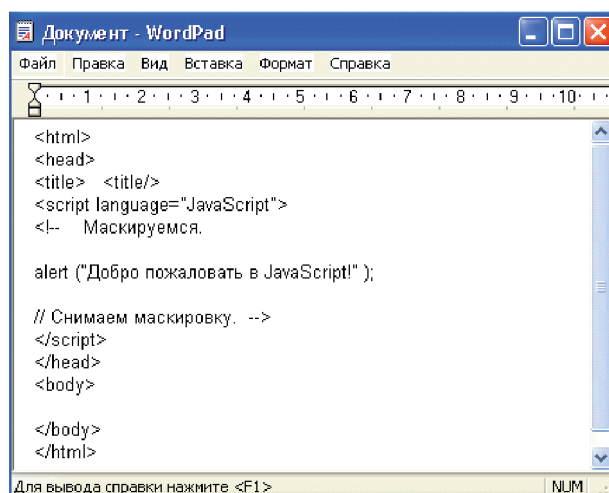 Документ - WordPad
Файл Правка Вид Вставка Формат Справка
1 2 3 4 5 6 7 8 9 10
<html>
<head>
<title> <title/>
<script language="JavaScript">
<!-- Маскируемся.
alert ("Добро пожаловать в JavaScript!" );
// Снимаем маскировку. -->
</script>
</head>
<body>
</body>
</html>
Для вывода справки нажмите <F1> NUM